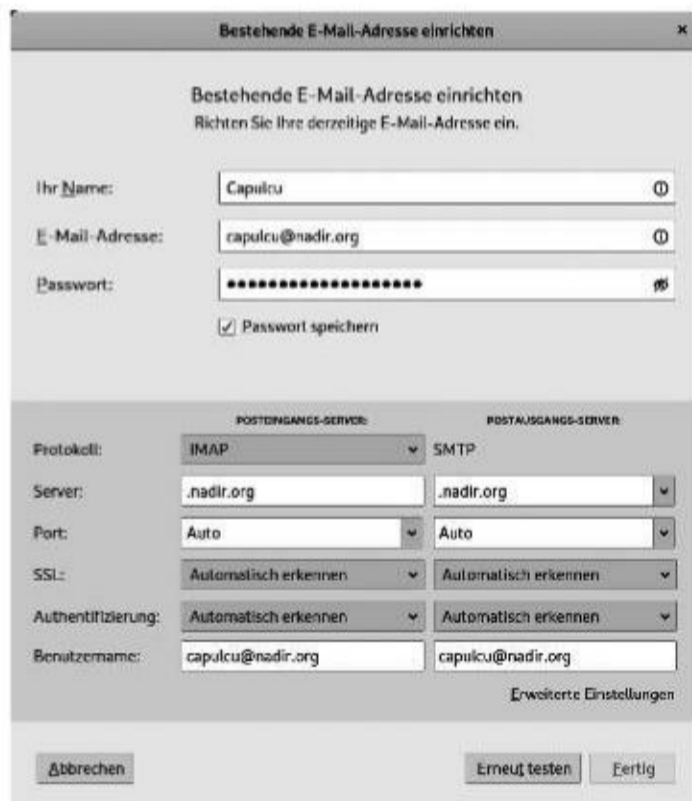 Bestehende E-Mail-Adresse einrichten ×
Bestehende E-Mail-Adresse einrichten
Richten Sie Ihre derzeitige E-Mail-Adresse ein.
Ihr Name: Capulcu
E-Mail-Adresse: capulcu@nadir.org
Passwort: ●●●●●●●●●●●●●●●●●●●
✓ Passwort speichern
POSTEINGANGS-SERVER: POSTAUSGANGS-SERVER:
Protokoll: IMAP SMTP
Server: .nadir.org .nadir.org
Port: Auto Auto
SSL: Automatisch erkennen Automatisch erkennen
Authentifizierung: Automatisch erkennen Automatisch erkennen
Benutzername: capulcu@nadir.org capulcu@nadir.org
Erweiterte Einstellungen
Abbrechen Erneut testen Fertig